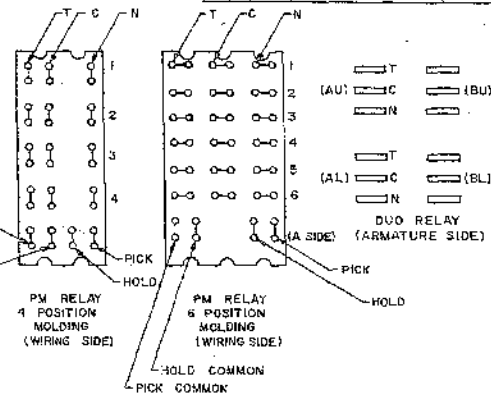 T C N
T C N
1
2
3
4
1
2
3
4
5
6
T
(AU) C (BU)
N
T
(AL) C (BL)
N
DUO RELAY
(ARMATURE SIDE)
(A SIDE)
PICK
HOLD
PICK
HOLD
PM RELAY
4 POSITION
MOLDING
(WIRING SIDE)
PM RELAY
6 POSITION
MOLDING
(WIRING SIDE)
HOLD COMMON
PICK COMMON